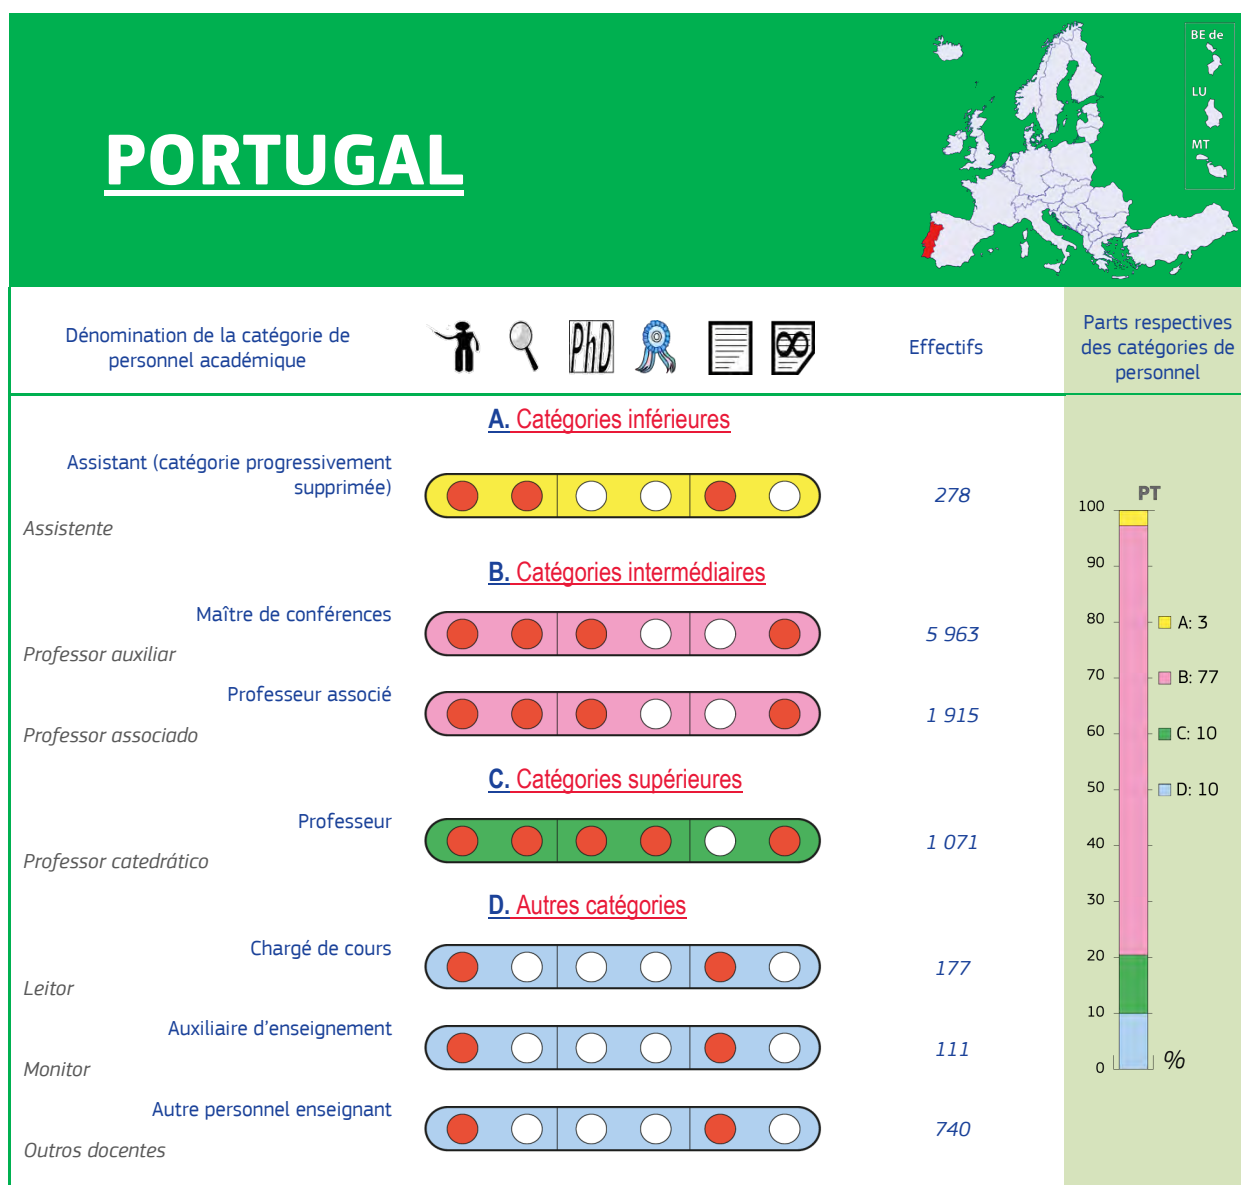 PORTUGAL
BE de
LU
MT
Dénomination de la catégorie de
personnel académique
PhD
∞
Effectifs
Parts respectives
des catégories de
personnel
A. Catégories inférieures
Assistant (catégorie progressivement
supprimée)
Assistente
278
B. Catégories intermédiaires
Maître de conférences
Professor auxiliar
5 963
Professeur associé
Professor associado
1 915
C. Catégories supérieures
Professeur
Professor catedrático
1 071
D. Autres catégories
Chargé de cours
Leitor
177
Auxiliaire d'enseignement
Monitor
111
Autre personnel enseignant
Outros docentes
740
PT
100
90
80
70
60
50
40
30
20
10
0
%
A: 3
B: 77
C: 10
D: 10